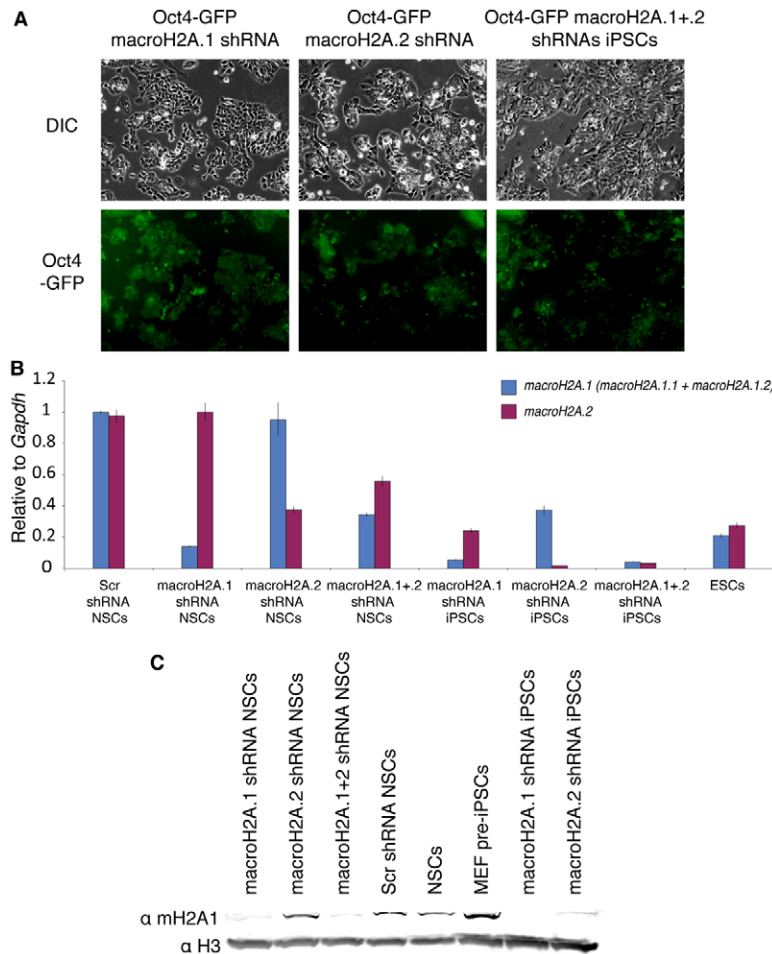 A
Oct4-GFP
macroH2A.1 shRNA
Oct4-GFP
macroH2A.2 shRNA
Oct4-GFP macroH2A.1+.2
shRNAs iPSCs
DIC
Oct4
-GFP
B
Relative to Gapdh
1.2
1
0.8
0.6
0.4
0.2
0
macroH2A.1 (macroH2A.1.1 + macroH2A.1.2)
macroH2A.2
Scr
shRNA
NSCs
macroH2A.1
shRNA
NSCs
macroH2A.2
shRNA
NSCs
macroH2A.1+.2
shRNA NSCs
macroH2A.1
shRNA
iPSCs
macroH2A.2
shRNA
iPSCs
macroH2A.1+.2
shRNA
iPSCs
ESCs
C
macroH2A.1 shRNA NSCs
macroH2A.2 shRNA NSCs
macroH2A.1+2 shRNA NSCs
Scr shRNA NSCs
NSCs
MEF pre-iPSCs
macroH2A.1 shRNA iPSCs
macroH2A.2 shRNA iPSCs
α mH2A1
α H3